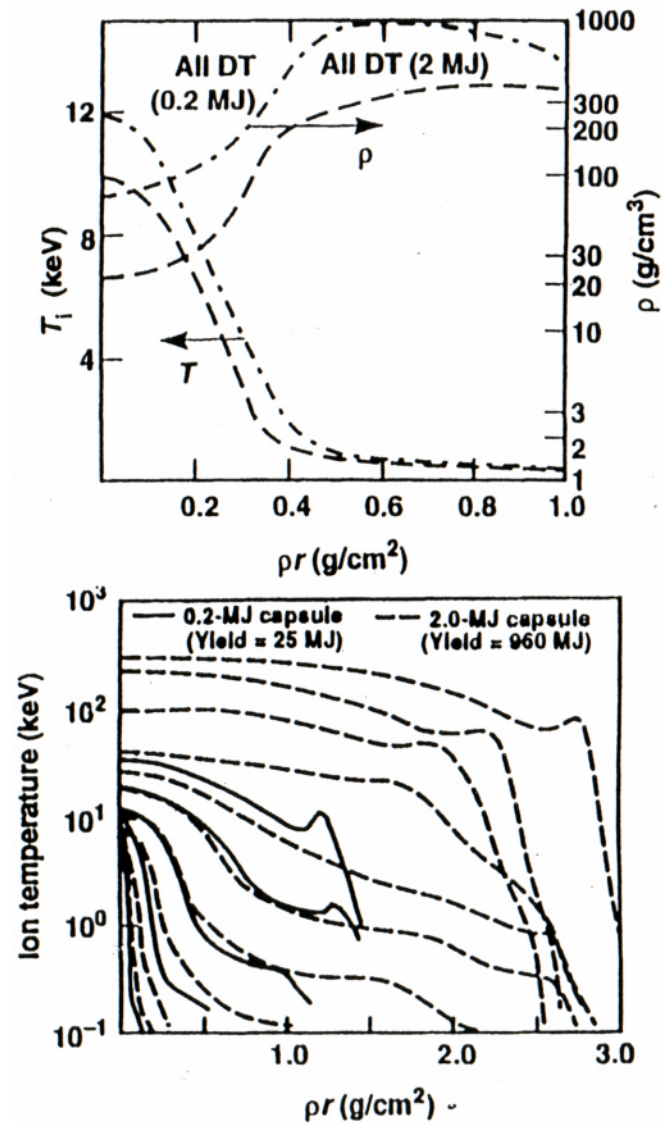 All DT
(0.2 MJ)
All DT (2 MJ)
ρ
T
12
8
4
Tᵢ (keV)
1000
300
200
100
30
20
10
3
2
1
ρ (g/cm³)
0.2
0.4
0.6
0.8
1.0
ρr (g/cm²)
0.2-MJ capsule
(Yield = 25 MJ)
2.0-MJ capsule
(Yield = 960 MJ)
10³
10²
10¹
10⁰
10⁻¹
Ion temperature (keV)
1.0
2.0
3.0
ρr (g/cm²)